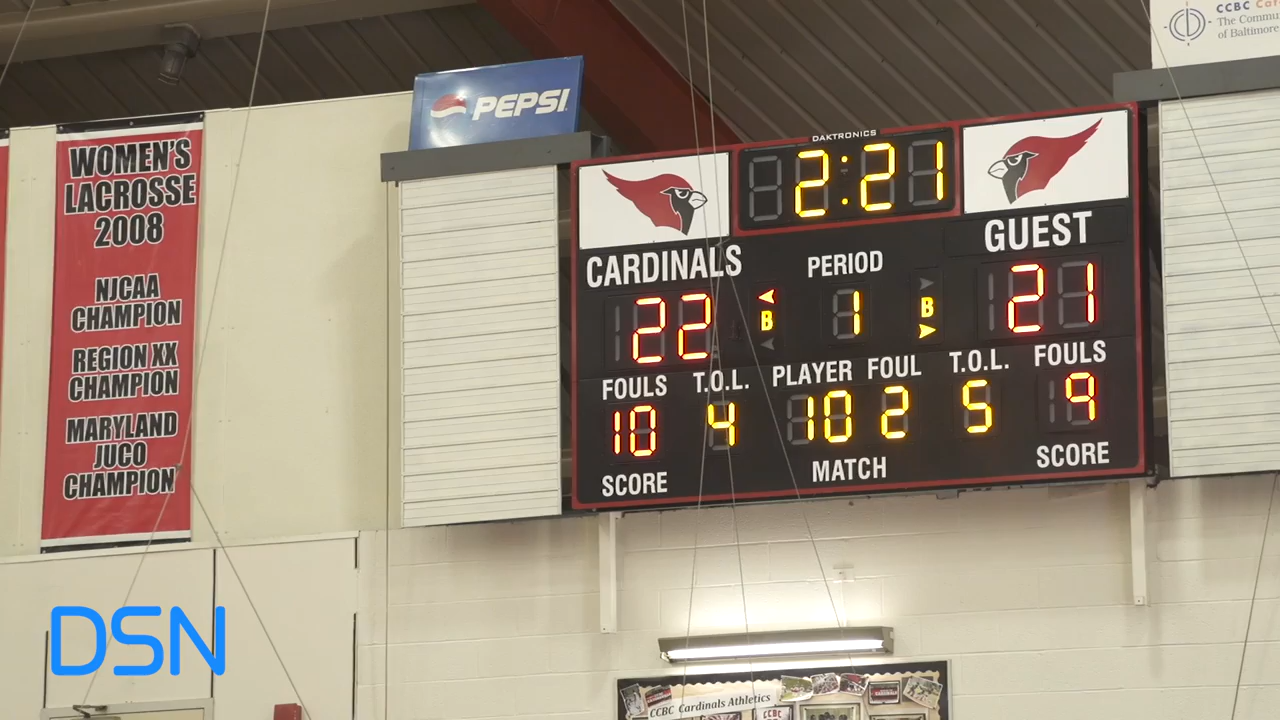 WOMEN'S
LACROSSE
2008
NJCAA
CHAMPION
REGION XX
CHAMPION
MARYLAND
JUCO
CHAMPION
PEPSI
CCBC
The Commu
of Baltimore
DAKTRONICS
2:21
CARDINALS
PERIOD
GUEST
22
B
1
B
21
FOULS
T.O.L.
PLAYER FOUL
T.O.L.
FOULS
10
4
10 2
5
9
SCORE
MATCH
SCORE
DSN
CCBC Cardinals Athletics
CCBC